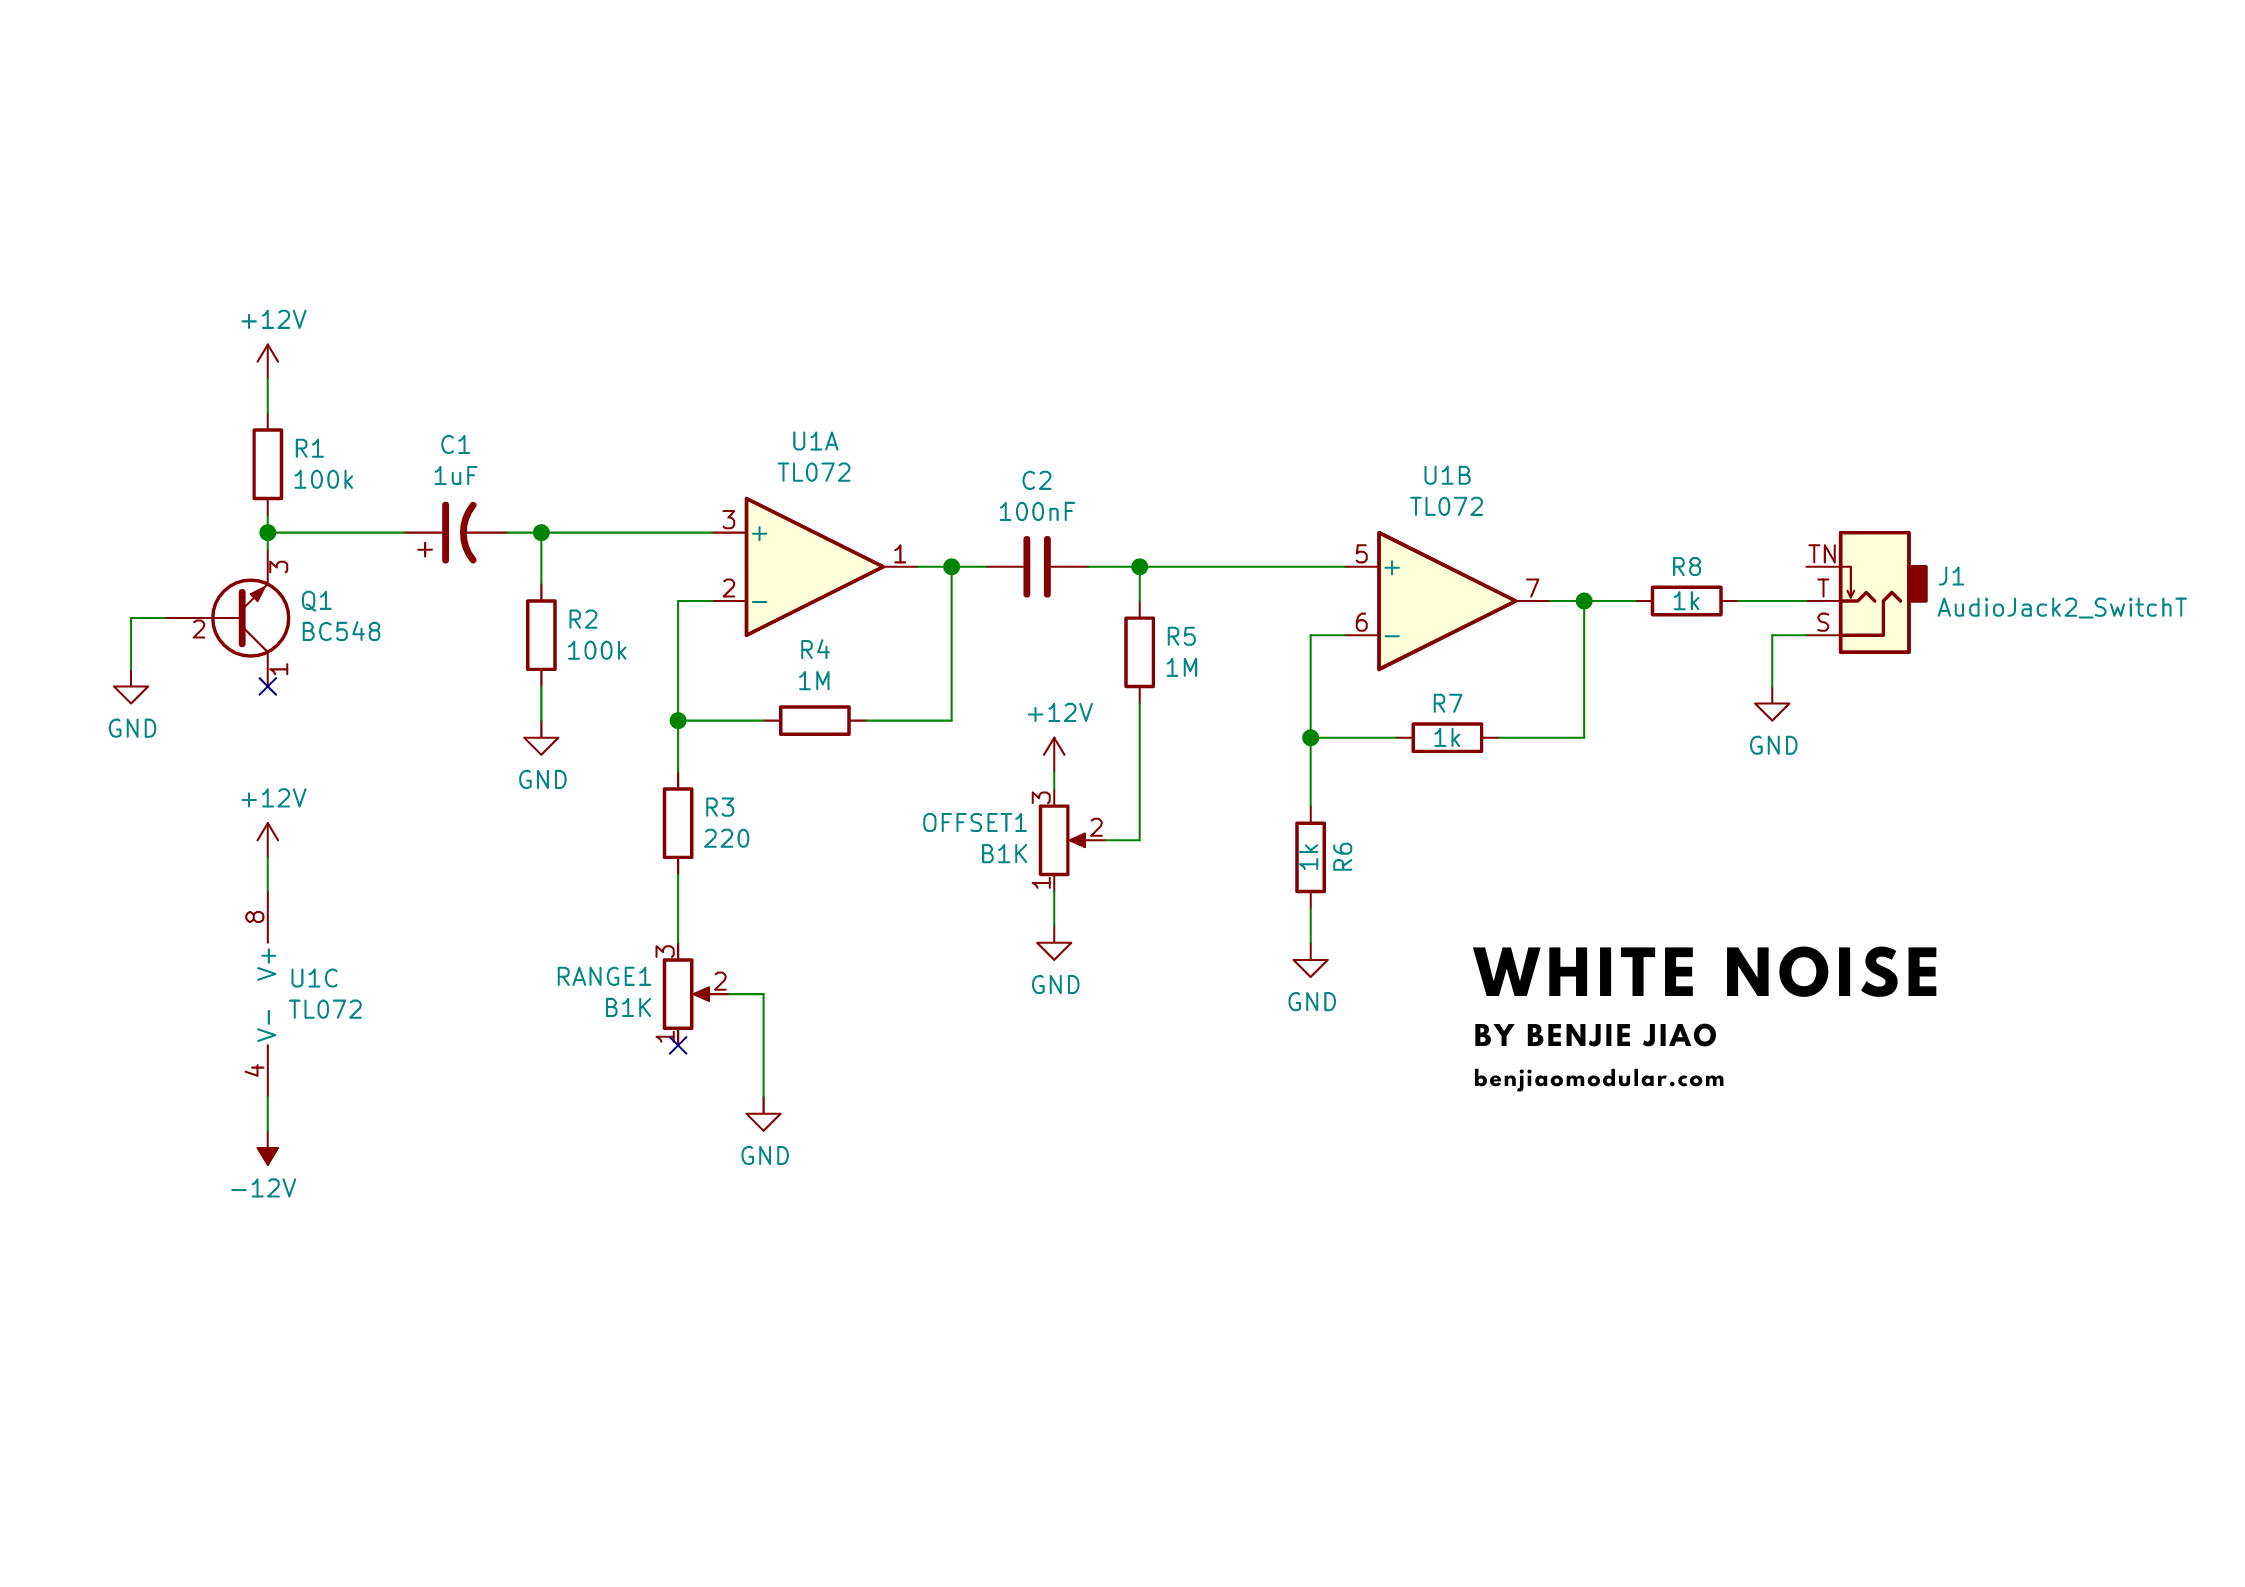 +12V
R1
100k
C1
1uF
3
Q1
BC548
2
1
GND
R2
100k
GND
U1A
TL072
3
+
2
−
1
R4
1M
R3
220
RANGE1
B1K
3
2
1
GND
C2
100nF
R5
1M
+12V
OFFSET1
B1K
3
2
1
GND
U1B
TL072
5
+
6
−
7
R7
1k
1k
R6
GND
R8
1k
TN
T
S
J1
AudioJack2_SwitchT
GND
+12V
8
V+
U1C
TL072
V−
4
−12V
WHITE NOISE
BY BENJIE JIAO
benjiaomodular.com